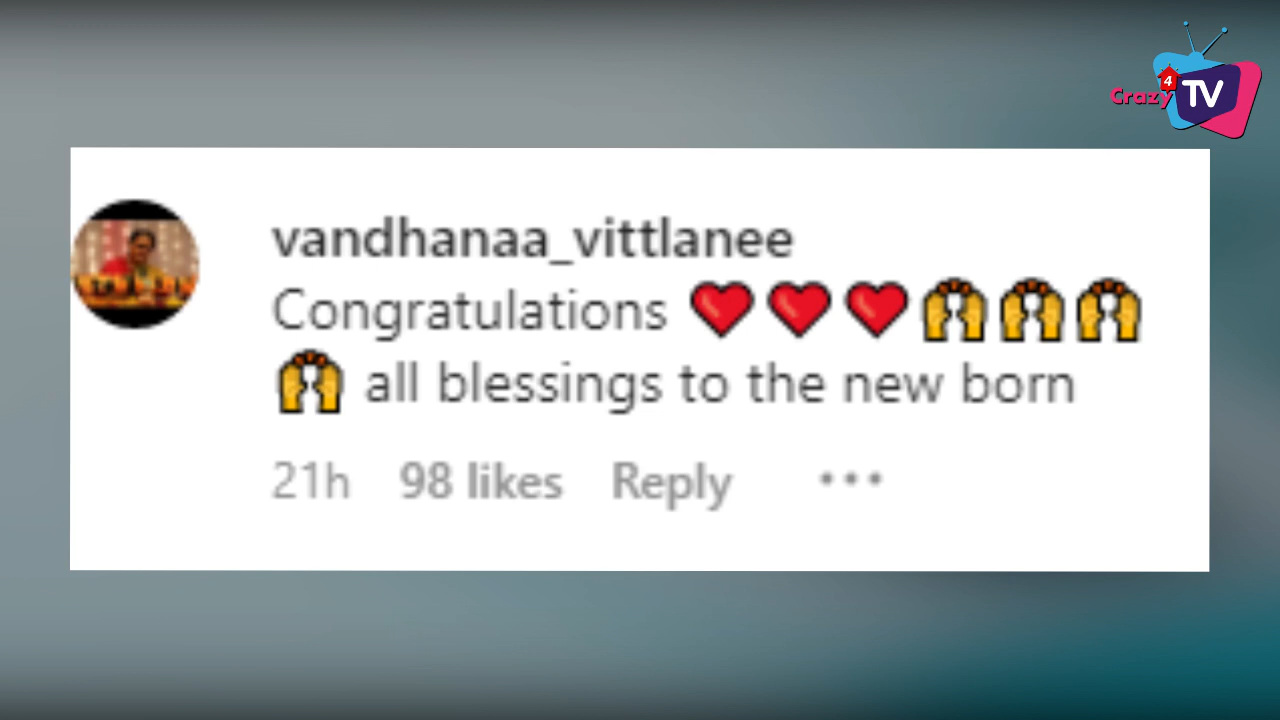 Crazy 4 TV
vandhanaa_vittlanee
Congratulations ❤️❤️❤️🙌🙌🙌
🙌 all blessings to the new born
21h 98 likes Reply •••